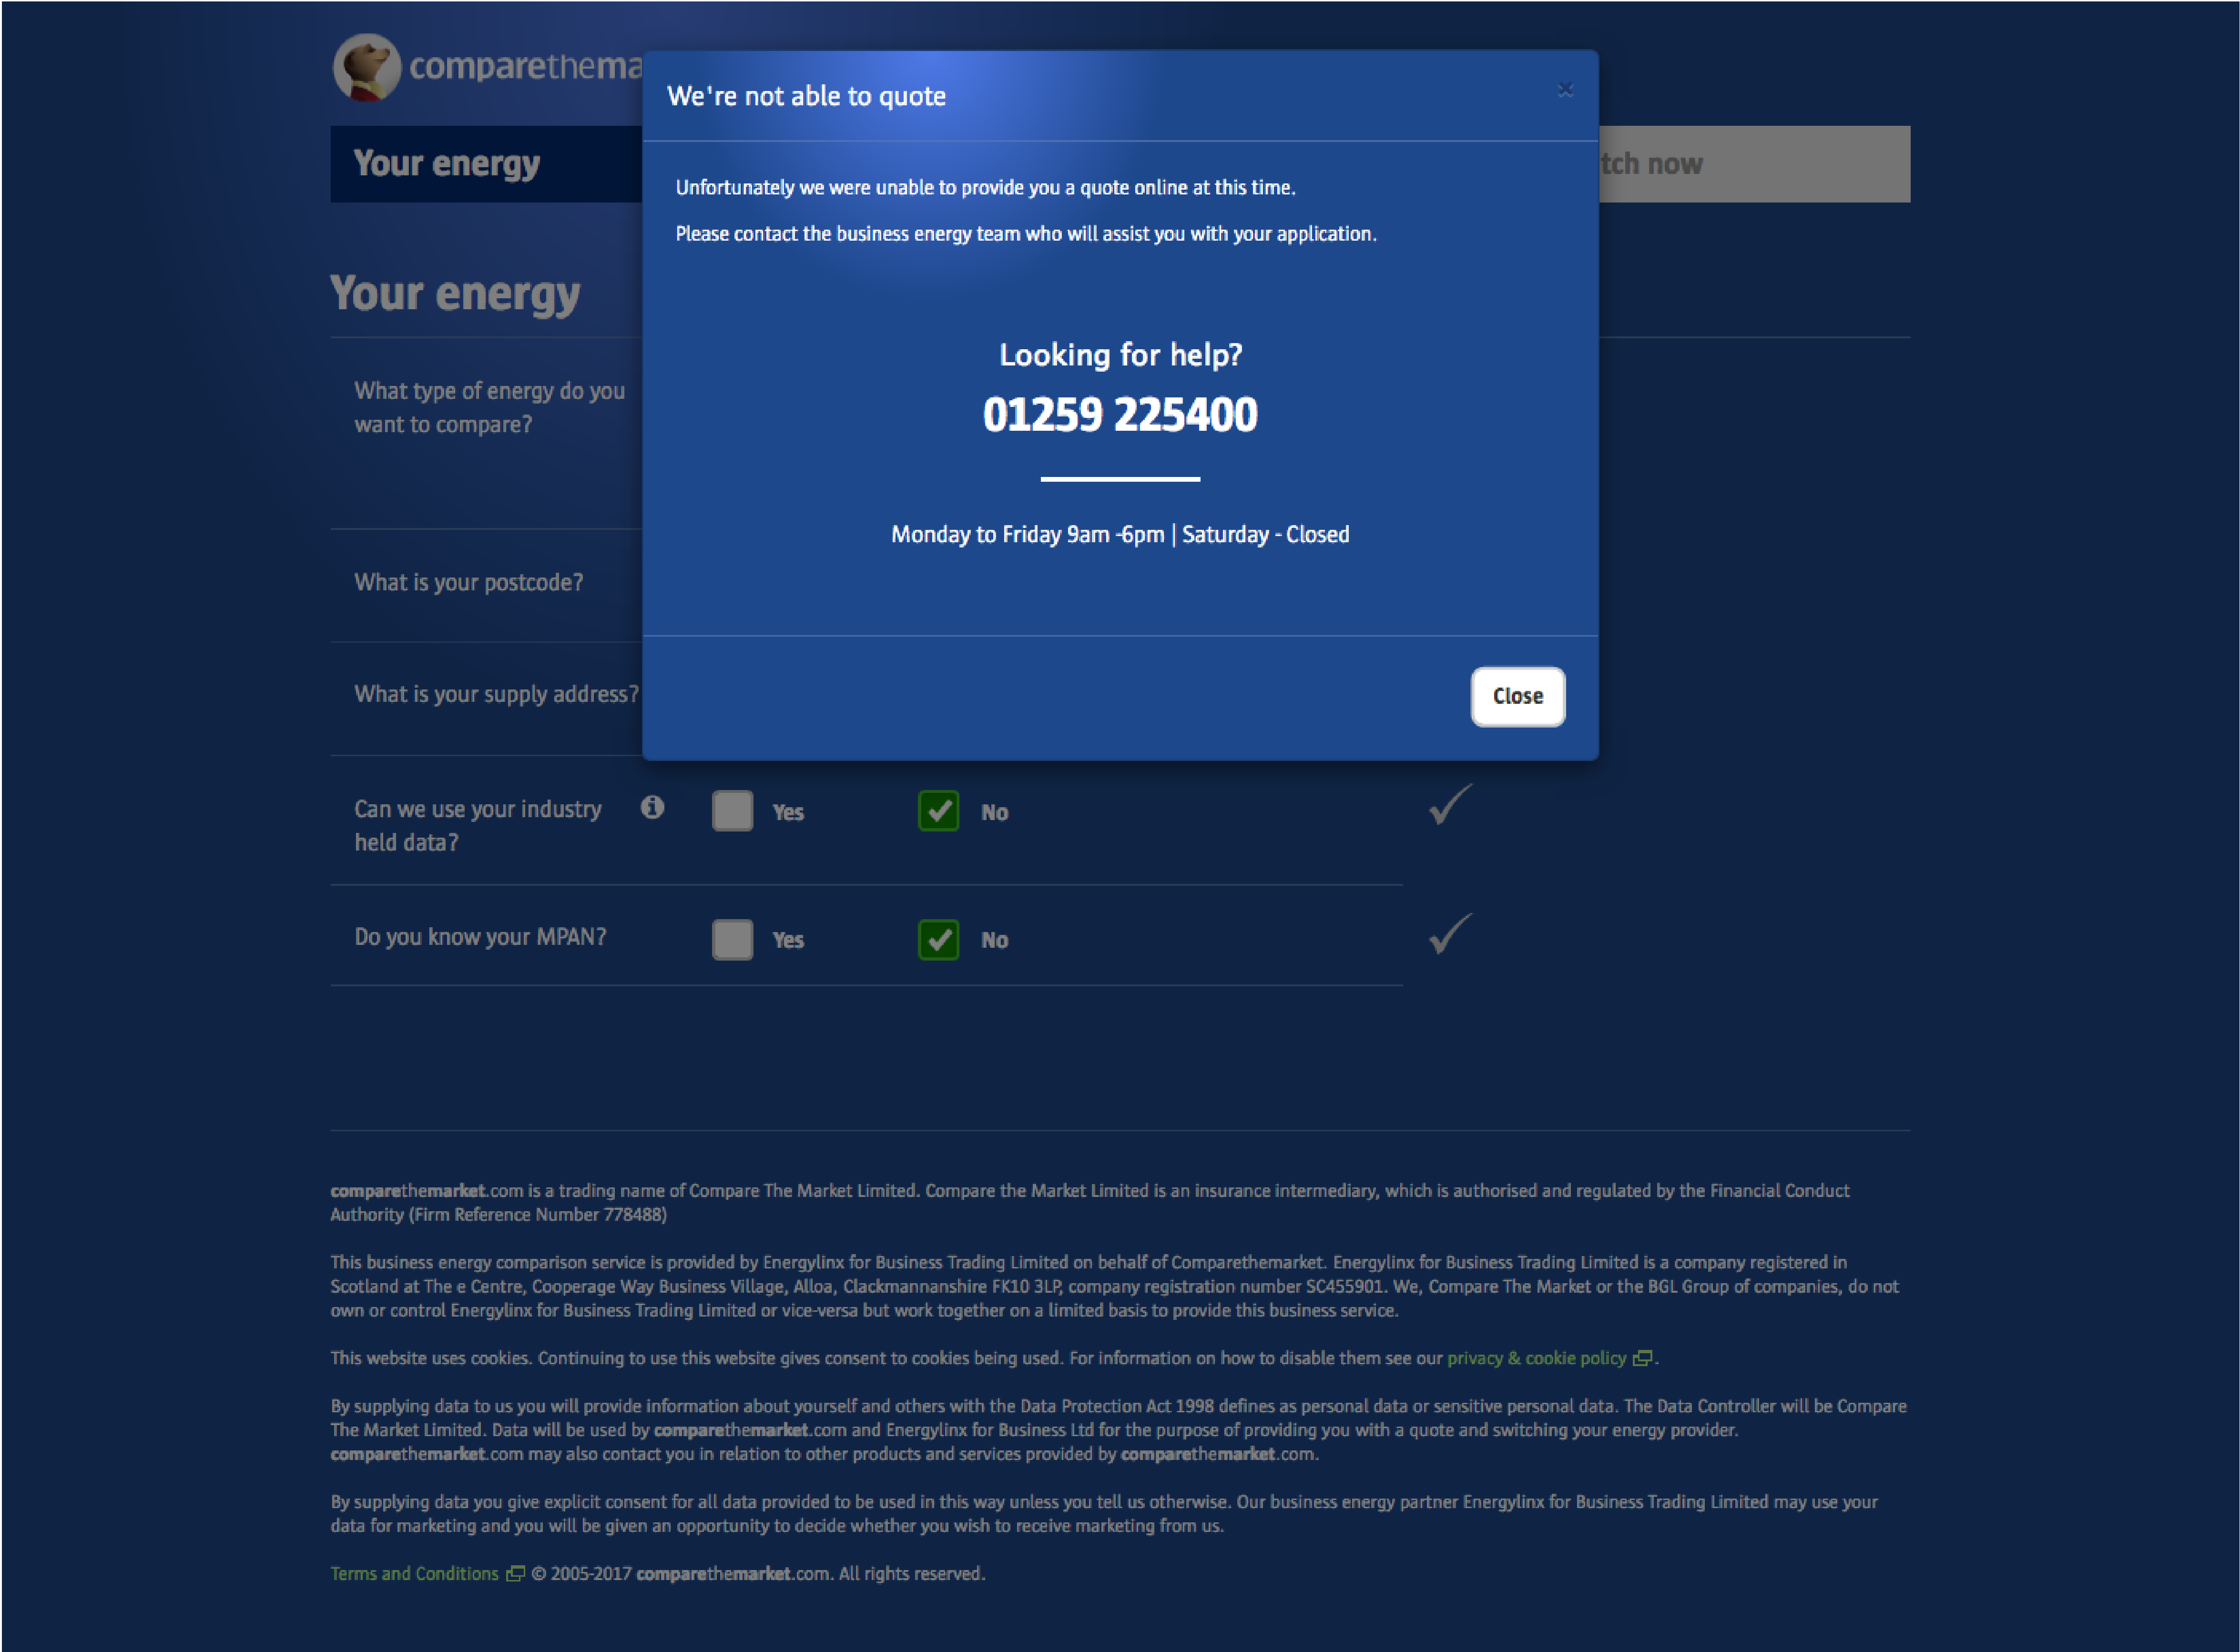 comparethema
We're not able to quote
×
Your energy
tch now
Unfortunately we were unable to provide you a quote online at this time.
Please contact the business energy team who will assist you with your application.
Your energy
Looking for help?
01259 225400
What type of energy do you
want to compare?
Monday to Friday 9am -6pm | Saturday - Closed
What is your postcode?
What is your supply address?
Close
Can we use your industry
held data?
Yes
No
Do you know your MPAN?
Yes
No
comparethemarket.com is a trading name of Compare The Market Limited. Compare the Market Limited is an insurance intermediary, which is authorised and regulated by the Financial Conduct
Authority (Firm Reference Number 778488)
This business energy comparison service is provided by Energylinx for Business Trading Limited on behalf of Comparethemarket. Energylinx for Business Trading Limited is a company registered in
Scotland at The e Centre, Cooperage Way Business Village, Alloa, Clackmannanshire FK10 3LP, company registration number SC455901. We, Compare The Market or the BGL Group of companies, do not
own or control Energylinx for Business Trading Limited or vice-versa but work together on a limited basis to provide this business service.
This website uses cookies. Continuing to use this website gives consent to cookies being used. For information on how to disable them see our privacy & cookie policy.
By supplying data to us you will provide information about yourself and others with the Data Protection Act 1998 defines as personal data or sensitive personal data. The Data Controller will be Compare
The Market Limited. Data will be used by comparethemarket.com and Energylinx for Business Ltd for the purpose of providing you with a quote and switching your energy provider.
comparethemarket.com may also contact you in relation to other products and services provided by comparethemarket.com.
By supplying data you give explicit consent for all data provided to be used in this way unless you tell us otherwise. Our business energy partner Energylinx for Business Trading Limited may use your
data for marketing and you will be given an opportunity to decide whether you wish to receive marketing from us.
Terms and Conditions © 2005-2017 comparethemarket.com. All rights reserved.